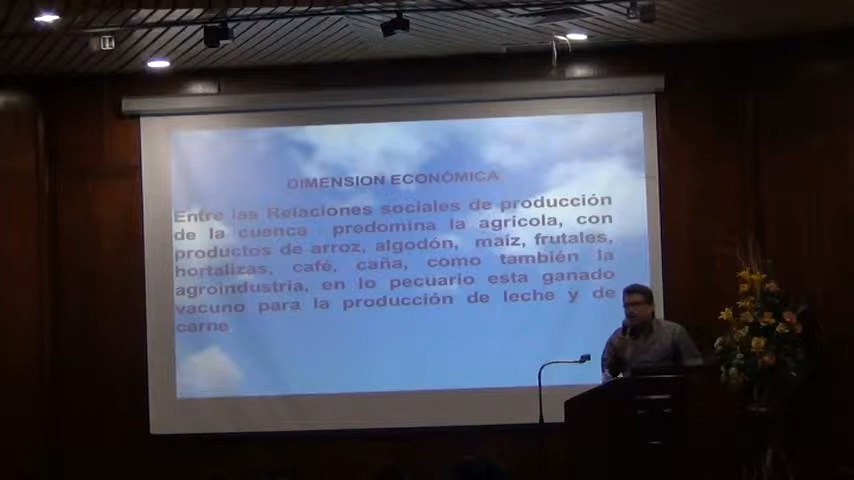 DIMENSION ECONÓMICA
Entre las Relaciones sociales de producción
de la cuenca predomina la agrícola, con
productos de arroz, algodón, maíz, frutales,
hortalizas, café, caña, como también la
agroindustria, en lo pecuario esta ganado
vacuno para la producción de leche y de
carne